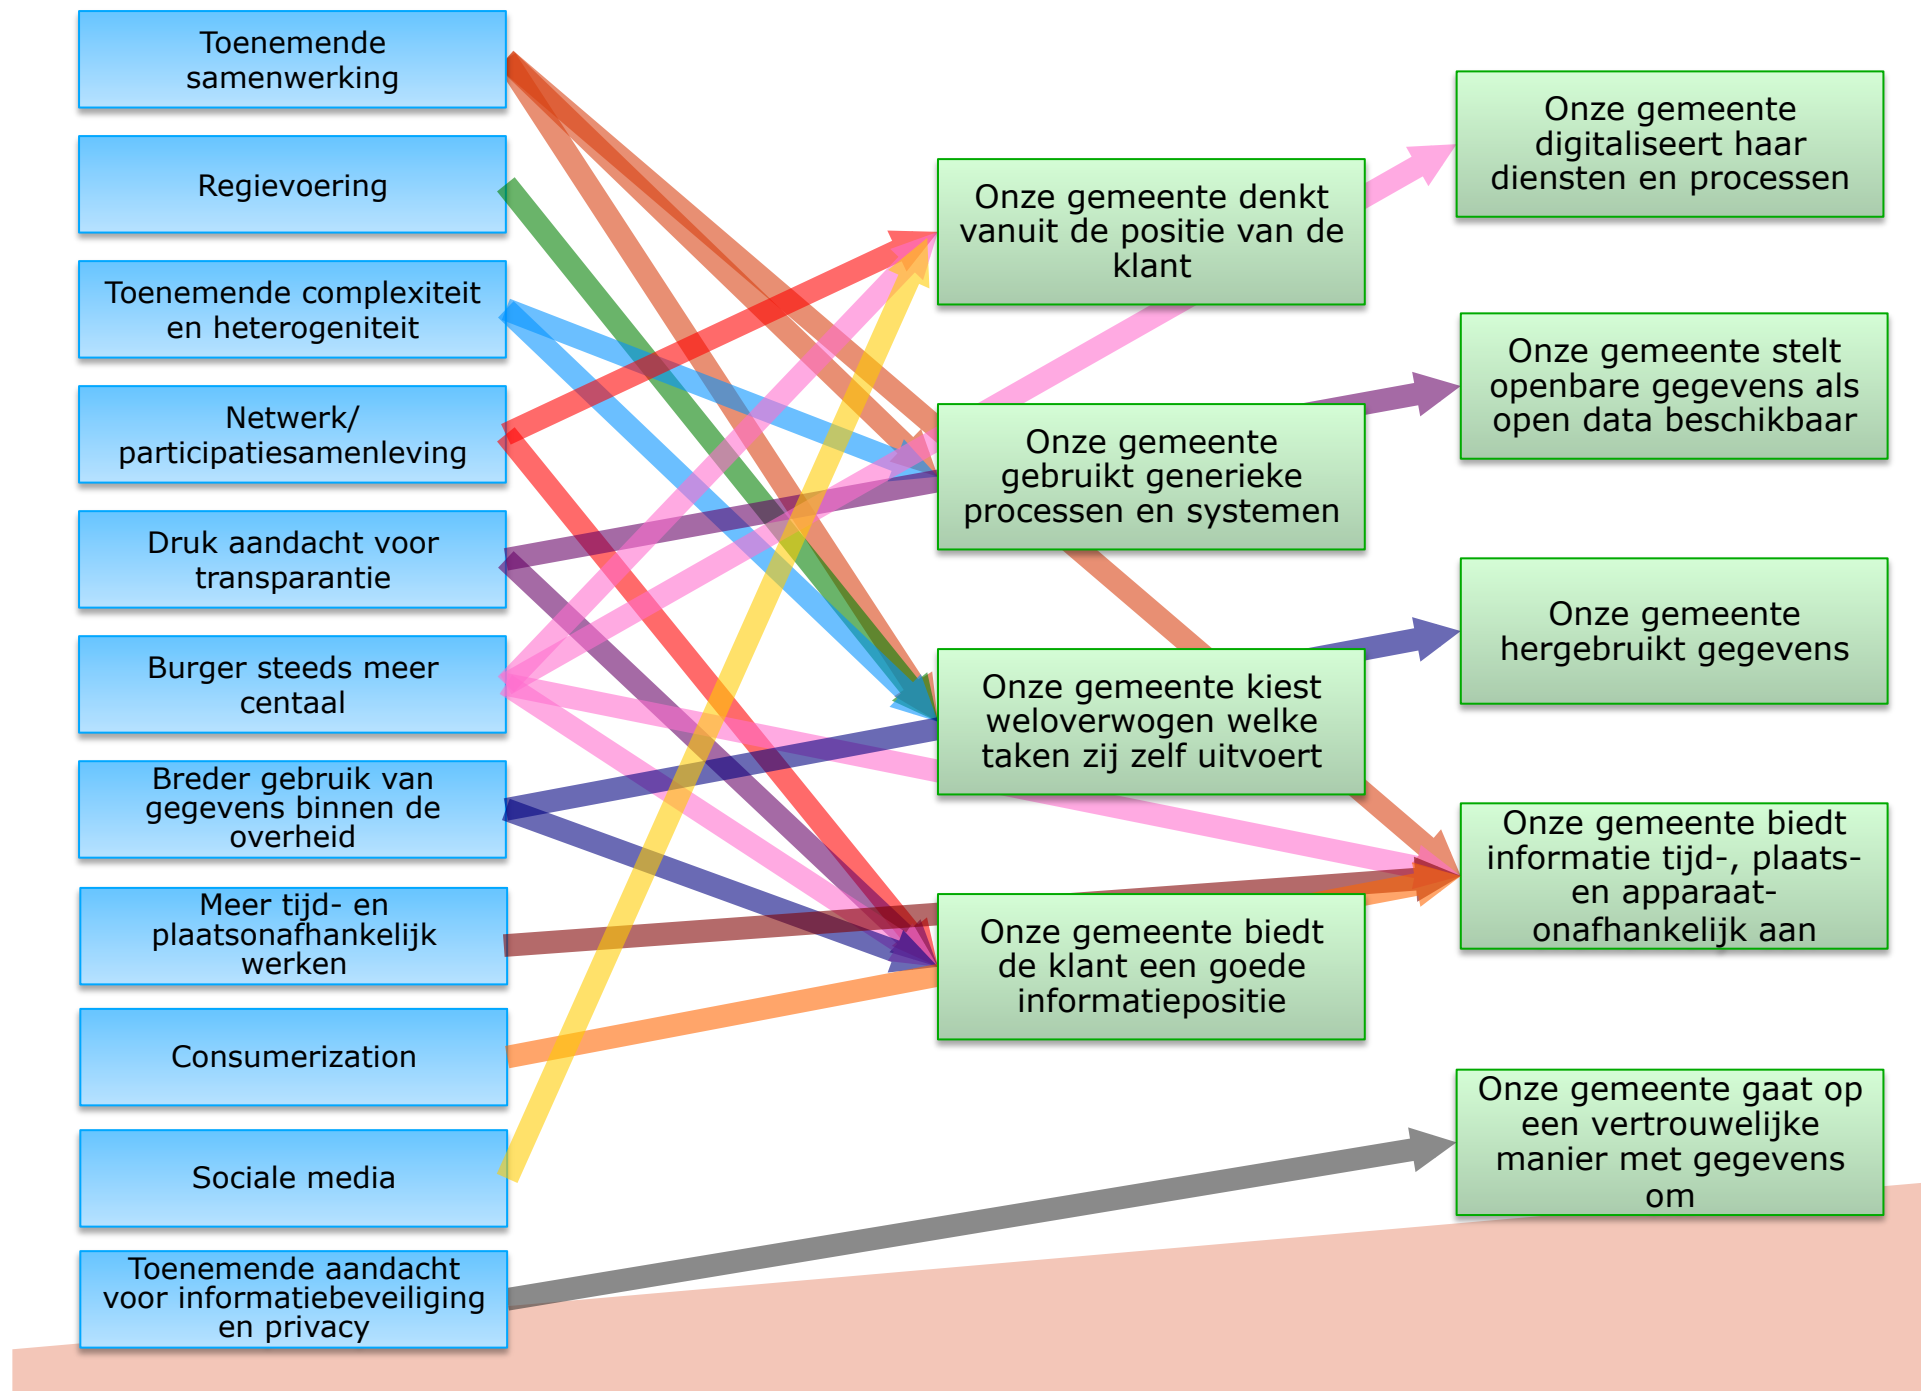 Toenemende
samenwerking
Regievoering
Toenemende complexiteit
en heterogeniteit
Netwerk/
participatiesamenleving
Druk aandacht voor
transparantie
Burger steeds meer
centaal
Breder gebruik van
gegevens binnen de
overheid
Meer tijd- en
plaatsonafhankelijk
werken
Consumerization
Sociale media
Toenemende aandacht
voor informatiebeveiliging
en privacy
Onze gemeente denkt
vanuit de positie van de
klant
Onze gemeente
gebruikt generieke
processen en systemen
Onze gemeente kiest
weloverwogen welke
taken zij zelf uitvoert
Onze gemeente biedt
de klant een goede
informatiepositie
Onze gemeente
digitaliseert haar
diensten en processen
Onze gemeente stelt
openbare gegevens als
open data beschikbaar
Onze gemeente
hergebruikt gegevens
Onze gemeente biedt
informatie tijd-, plaats-
en apparaat-
onafhankelijk aan
Onze gemeente gaat op
een vertrouwelijke
manier met gegevens
om